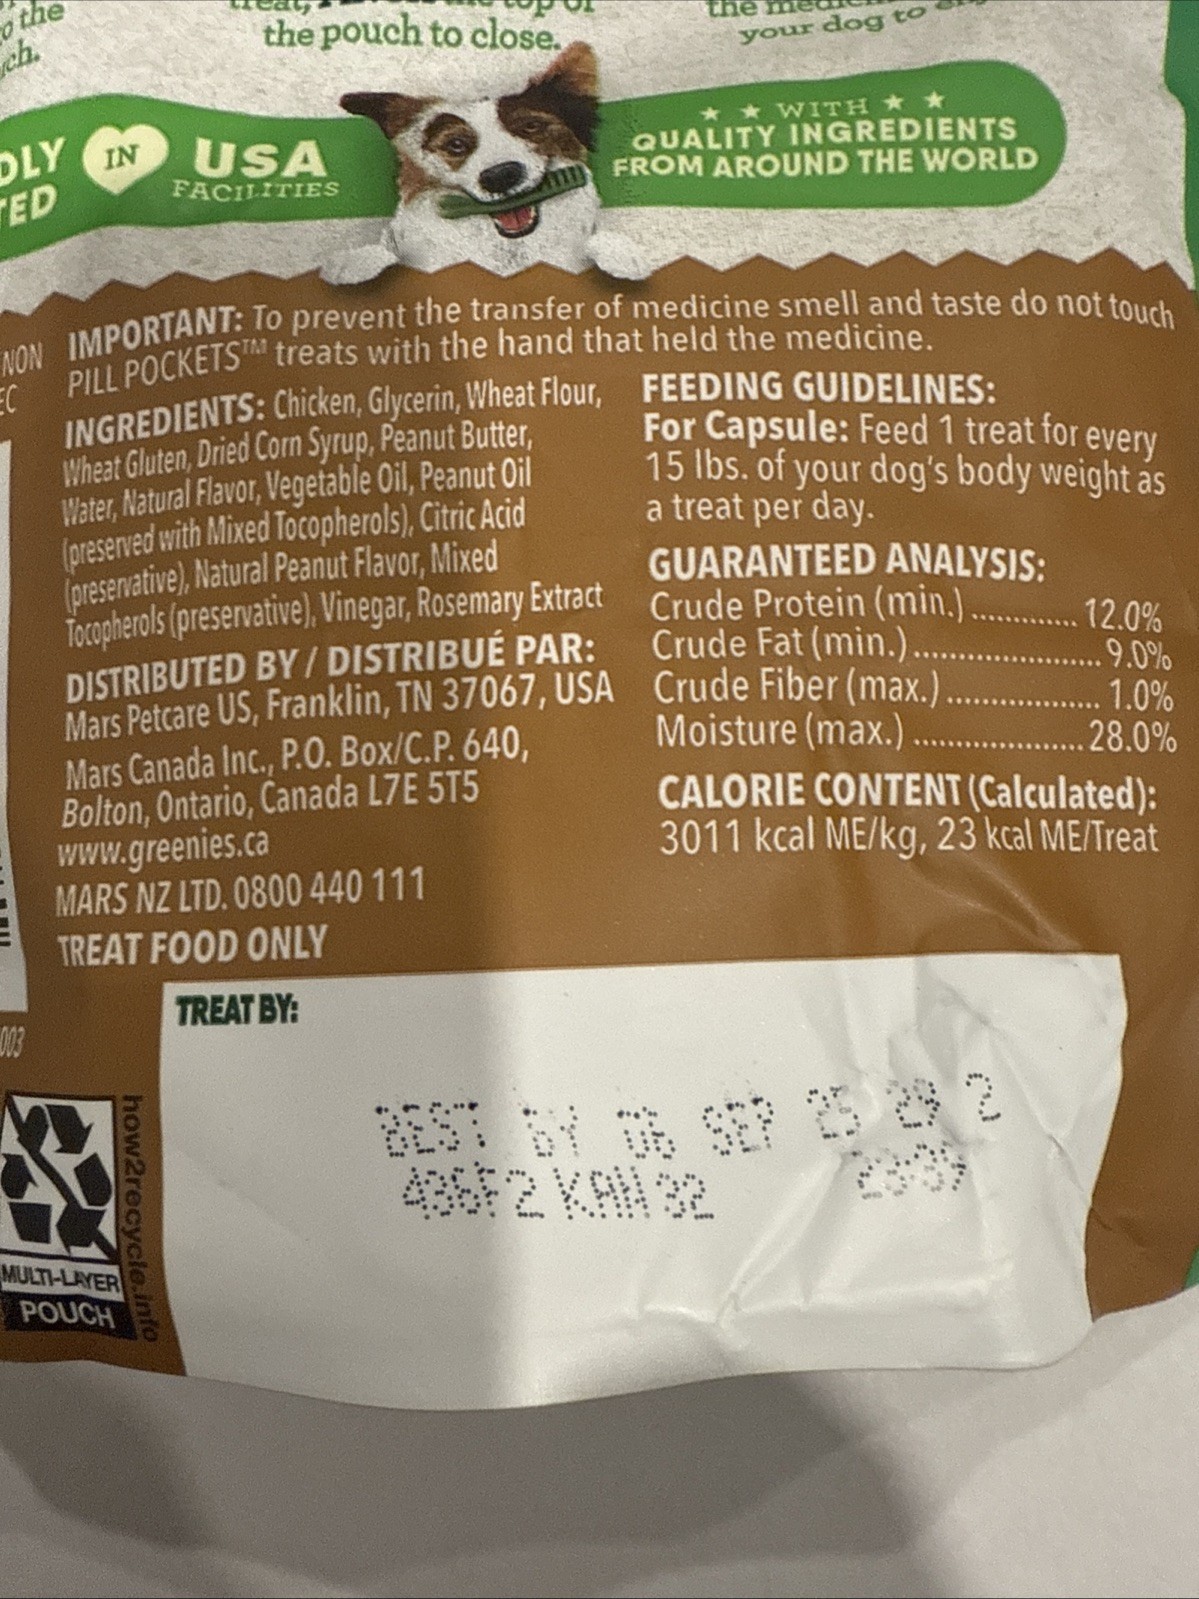 the
the pouch to close.
your dog to
IN
USA
FACILITIES
★ ★ WITH ★ ★
QUALITY INGREDIENTS
FROM AROUND THE WORLD
IMPORTANT: To prevent the transfer of medicine smell and taste do not touch
PILL POCKETS™ treats with the hand that held the medicine.
INGREDIENTS: Chicken, Glycerin, Wheat Flour,
Wheat Gluten, Dried Corn Syrup, Peanut Butter,
Water, Natural Flavor, Vegetable Oil, Peanut Oil
(preserved with Mixed Tocopherols), Citric Acid
(preservative), Natural Peanut Flavor, Mixed
Tocopherols (preservative), Vinegar, Rosemary Extract
DISTRIBUTED BY / DISTRIBUÉ PAR:
Mars Petcare US, Franklin, TN 37067, USA
Mars Canada Inc., P.O. Box/C.P. 640,
Bolton, Ontario, Canada L7E 5T5
www.greenies.ca
MARS NZ LTD. 0800 440 111
TREAT FOOD ONLY
FEEDING GUIDELINES:
For Capsule: Feed 1 treat for every
15 lbs. of your dog's body weight as
a treat per day.
GUARANTEED ANALYSIS:
Crude Protein (min.) ............. 12.0%
Crude Fat (min.) ...................... 9.0%
Crude Fiber (max.) ................... 1.0%
Moisture (max.) ..................... 28.0%
CALORIE CONTENT (Calculated):
3011 kcal ME/kg, 23 kcal ME/Treat
TREAT BY:
BEST BY 06 SEP 25
KAH 32
003
how2recycle.info
MULTI-LAYER
POUCH